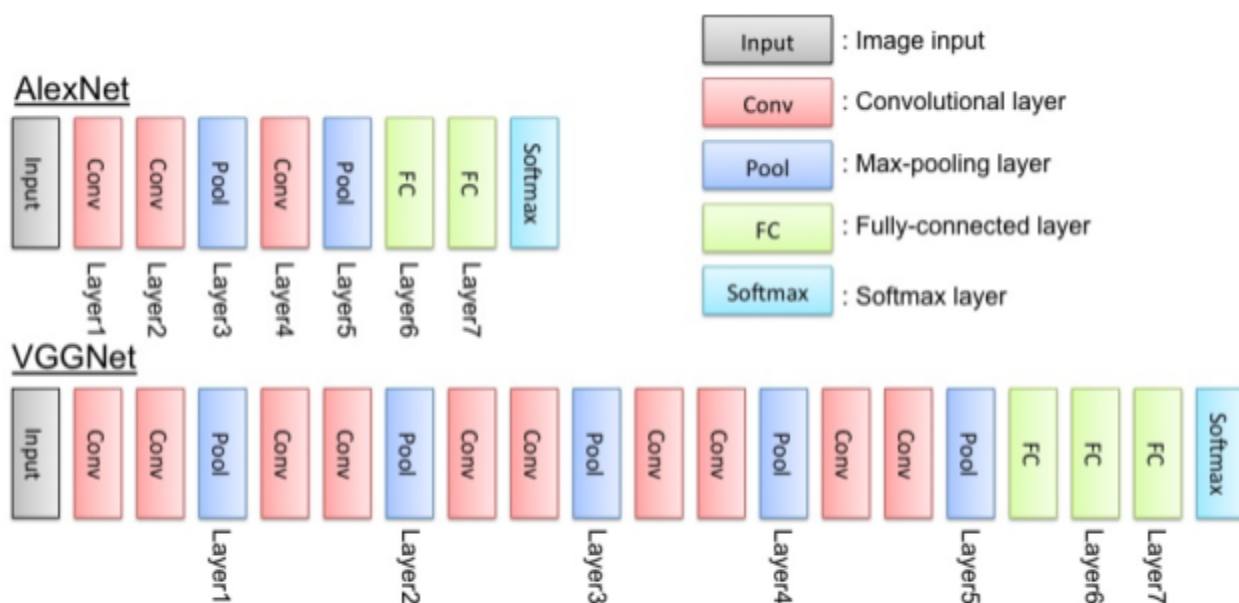 Input : Image input
AlexNet
Conv : Convolutional layer
Pool : Max-pooling layer
FC : Fully-connected layer
Softmax : Softmax layer
Input Conv Conv Pool Conv Pool FC FC Softmax
Layer1 Layer2 Layer3 Layer4 Layer5 Layer6 Layer7
VGGNet
Input Conv Conv Pool Conv Conv Pool Conv Conv Pool Conv Conv Pool Conv Conv Pool FC FC FC Softmax
Layer1 Layer2 Layer3 Layer4 Layer5 Layer6 Layer7